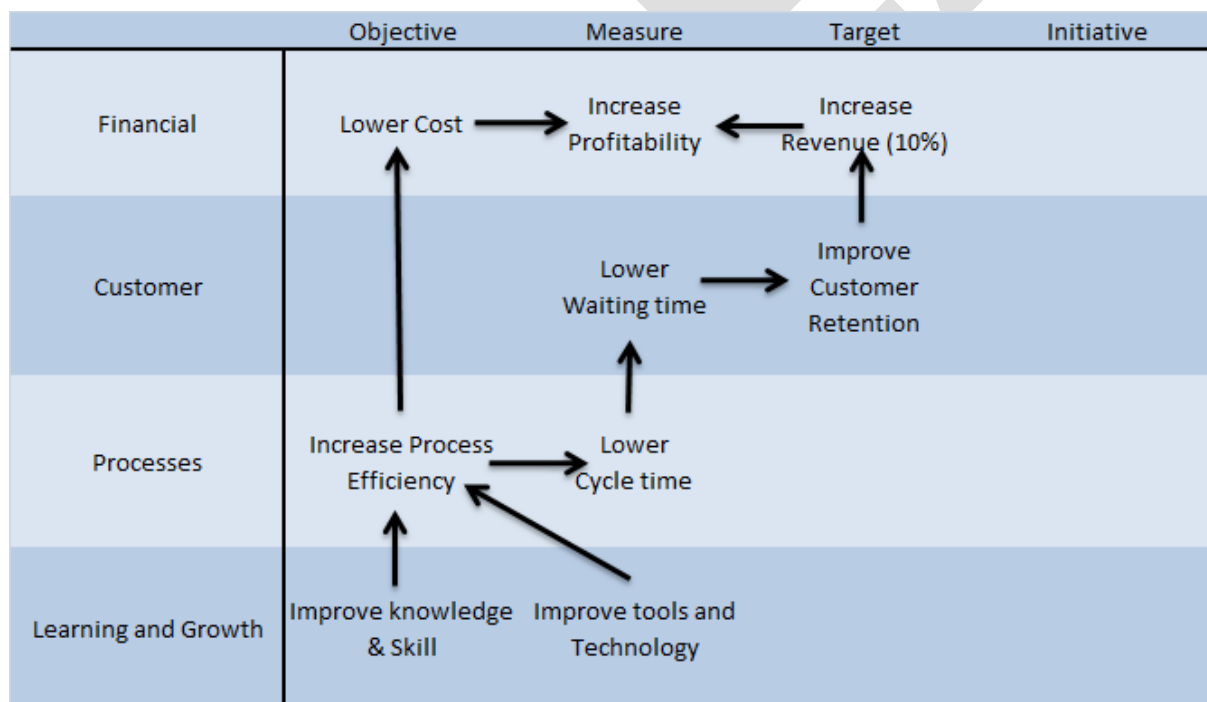 Objective Measure Target Initiative
Financial
Lower Cost
Increase
Profitability
Increase
Revenue (10%)
Customer
Lower
Waiting time
Improve
Customer
Retention
Processes
Increase Process
Efficiency
Lower
Cycle time
Learning and Growth
Improve knowledge
& Skill
Improve tools and
Technology